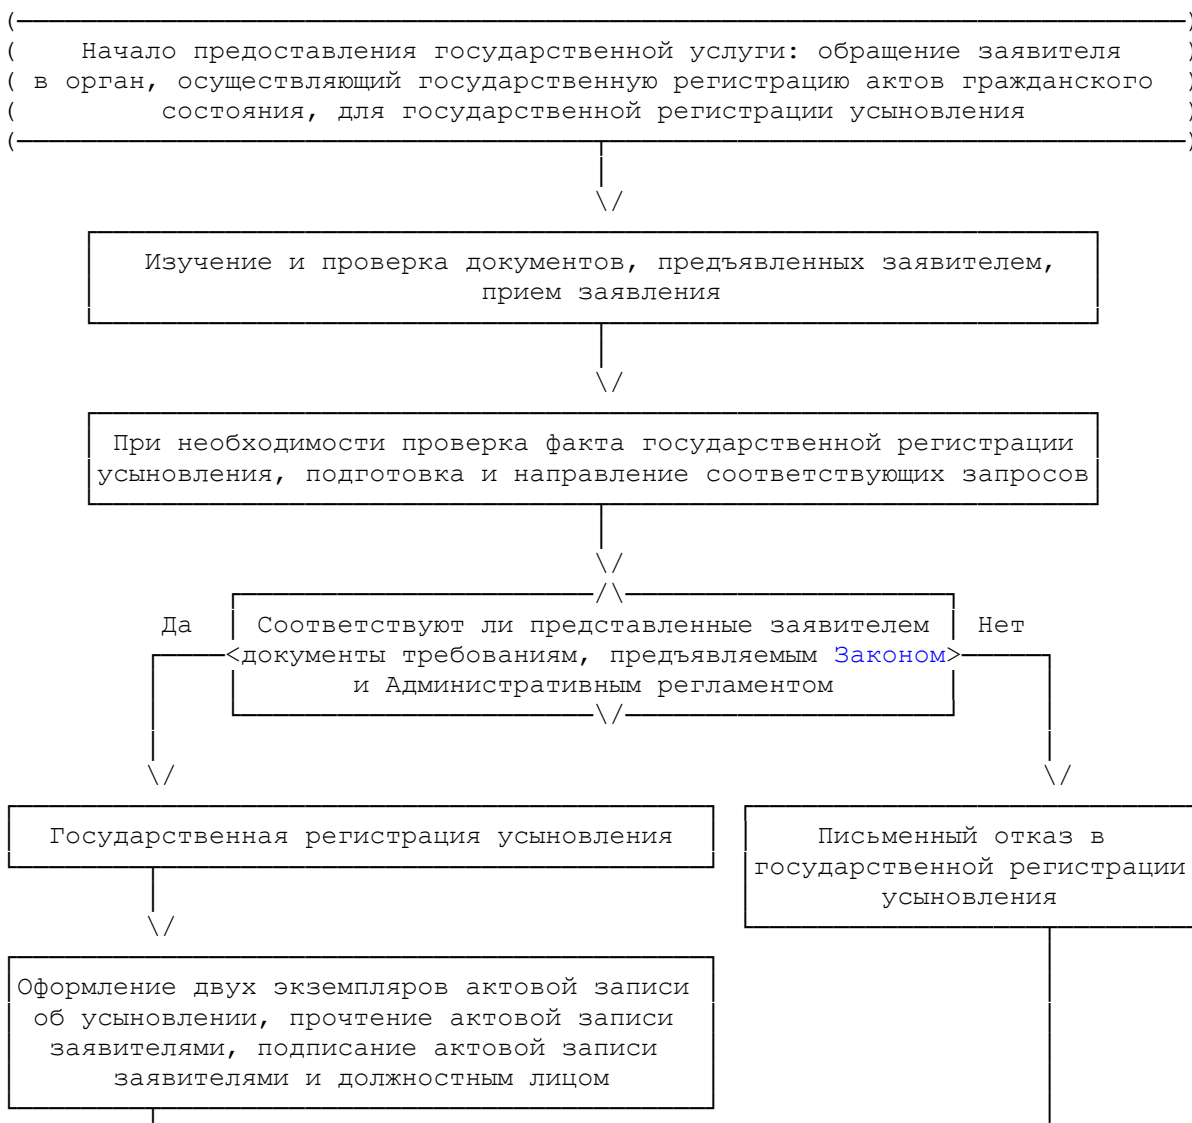 Начало предоставления государственной услуги: обращение заявителя
в орган, осуществляющий государственную регистрацию актов гражданского
состояния, для государственной регистрации усыновления
Изучение и проверка документов, предъявленных заявителем,
прием заявления
При необходимости проверка факта государственной регистрации
усыновления, подготовка и направление соответствующих запросов
Да
Соответствуют ли представленные заявителем
документы требованиям, предъявляемым Законом
и Административным регламентом
Нет
Государственная регистрация усыновления
Письменный отказ в
государственной регистрации
усыновления
Оформление двух экземпляров актовой записи
об усыновлении, прочтение актовой записи
заявителями, подписание актовой записи
заявителями и должностным лицом